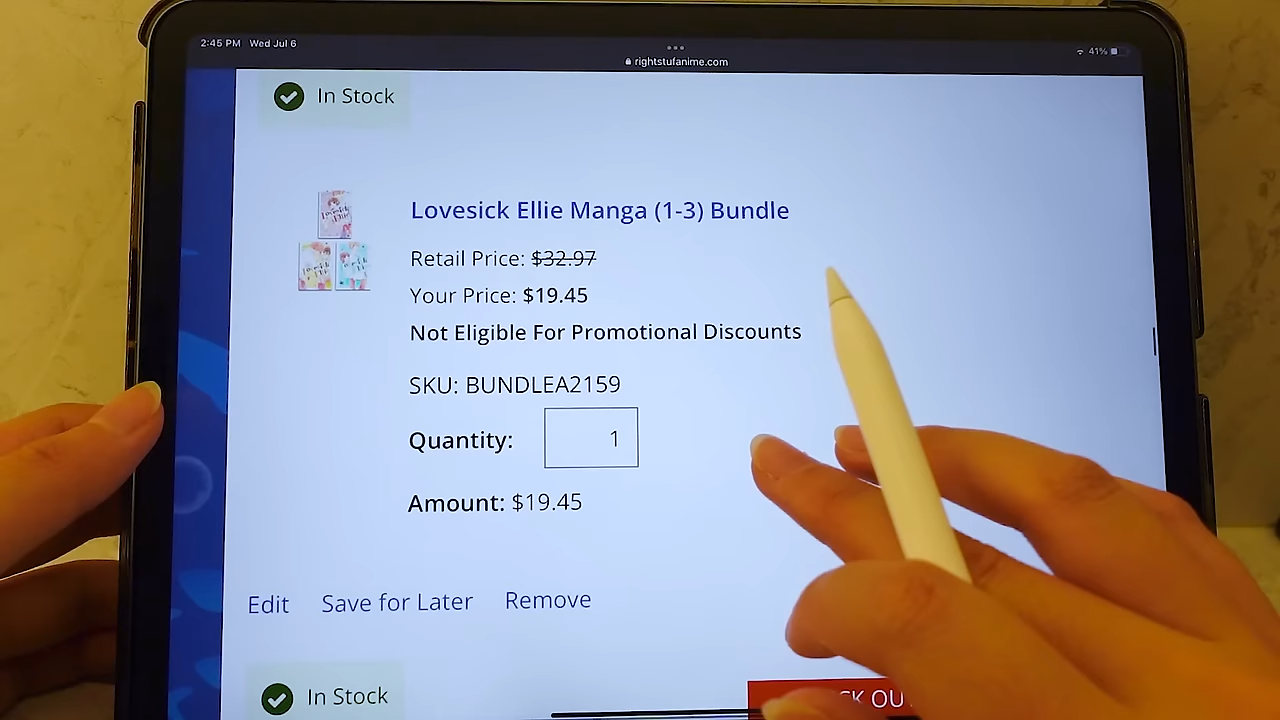 2:45 PM Wed Jul 6
41%
rightstufanime.com
In Stock
Lovesick Ellie Manga (1-3) Bundle
Retail Price: $32.97
Your Price: $19.45
Not Eligible For Promotional Discounts
SKU: BUNDLEA2159
Quantity: 1
Amount: $19.45
Edit Save for Later Remove
In Stock